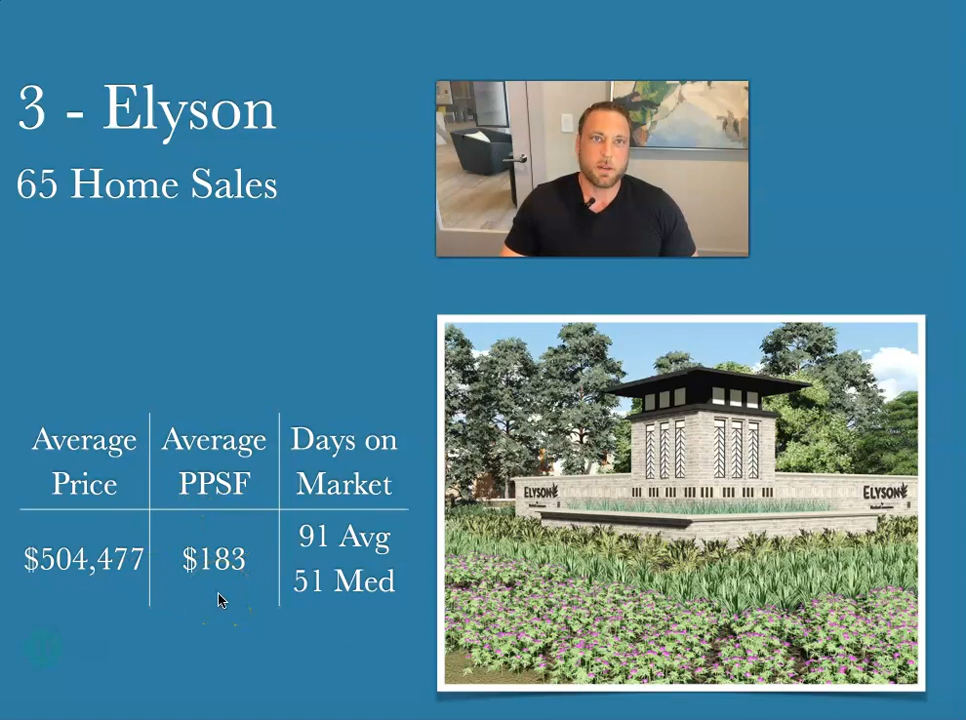 3 - Elyson
65 Home Sales
Average Price
Average PPSF
Days on Market
$504,477
$183
91 Avg
51 Med
ELYSON
ELYSON